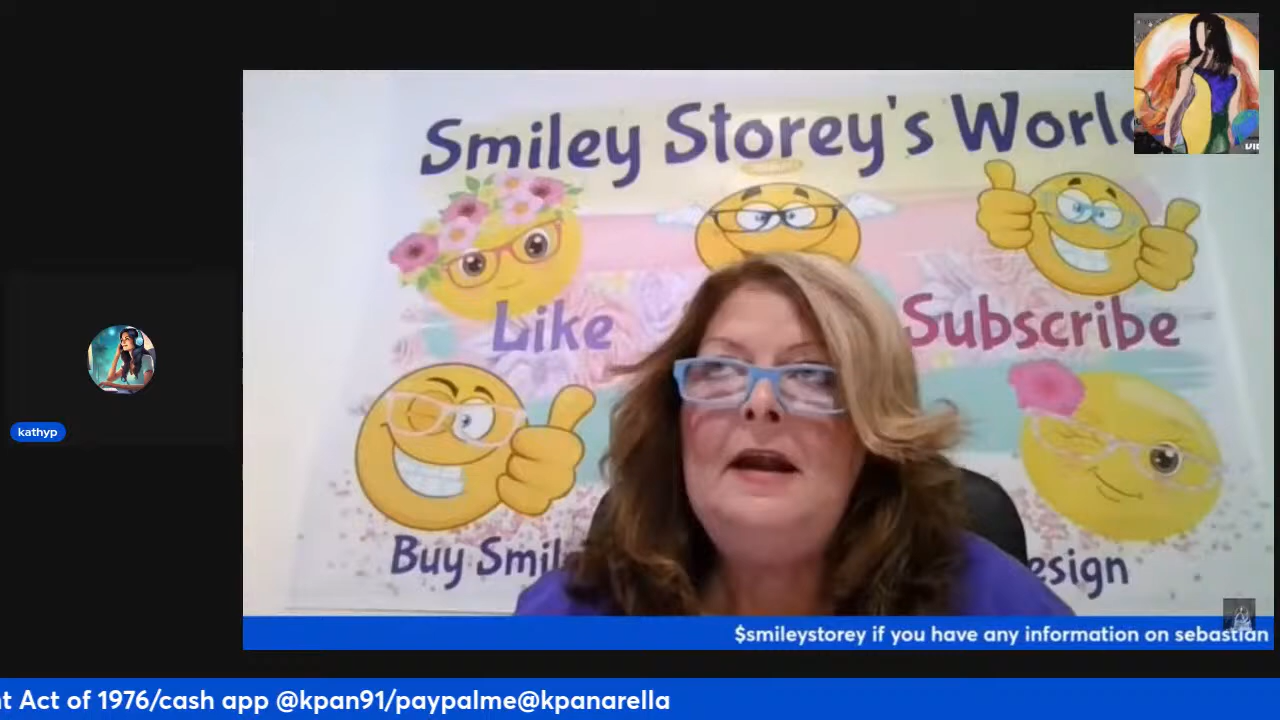 Smiley Storey's Worl
Like
Subscribe
Buy Smil
esign
kathyp
$smileystorey if you have any information on sebastian
t Act of 1976/cash app @kpan91/paypalme@kpanarella